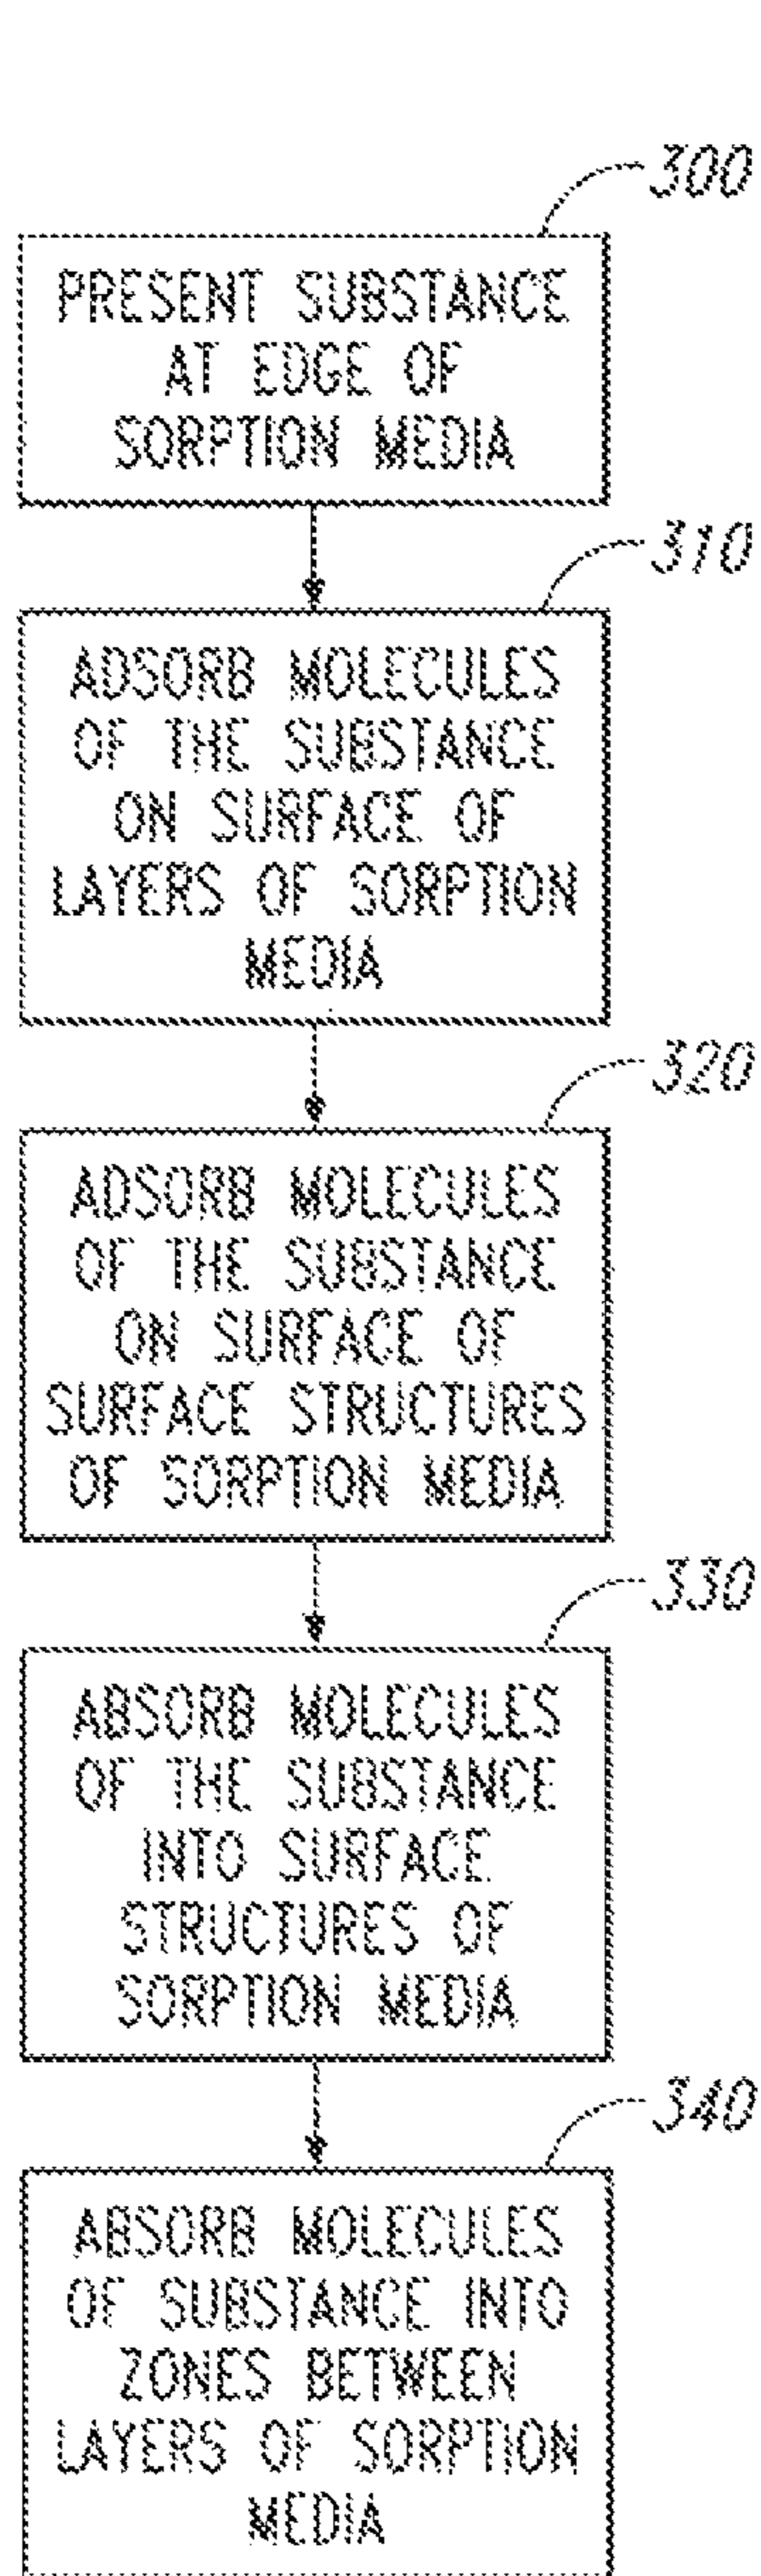 300
PRESENT SUBSTANCE
AT EDGE OF
SORPTION MEDIA
310
ADSORB MOLECULES
OF THE SUBSTANCE
ON SURFACE OF
LAYERS OF SORPTION
MEDIA
320
ADSORB MOLECULES
OF THE SUBSTANCE
ON SURFACE OF
SURFACE STRUCTURES
OF SORPTION MEDIA
330
ABSORB MOLECULES
OF THE SUBSTANCE
INTO SURFACE
STRUCTURES OF
SORPTION MEDIA
340
ABSORB MOLECULES
OF SUBSTANCE INTO
ZONES BETWEEN
LAYERS OF SORPTION
MEDIA